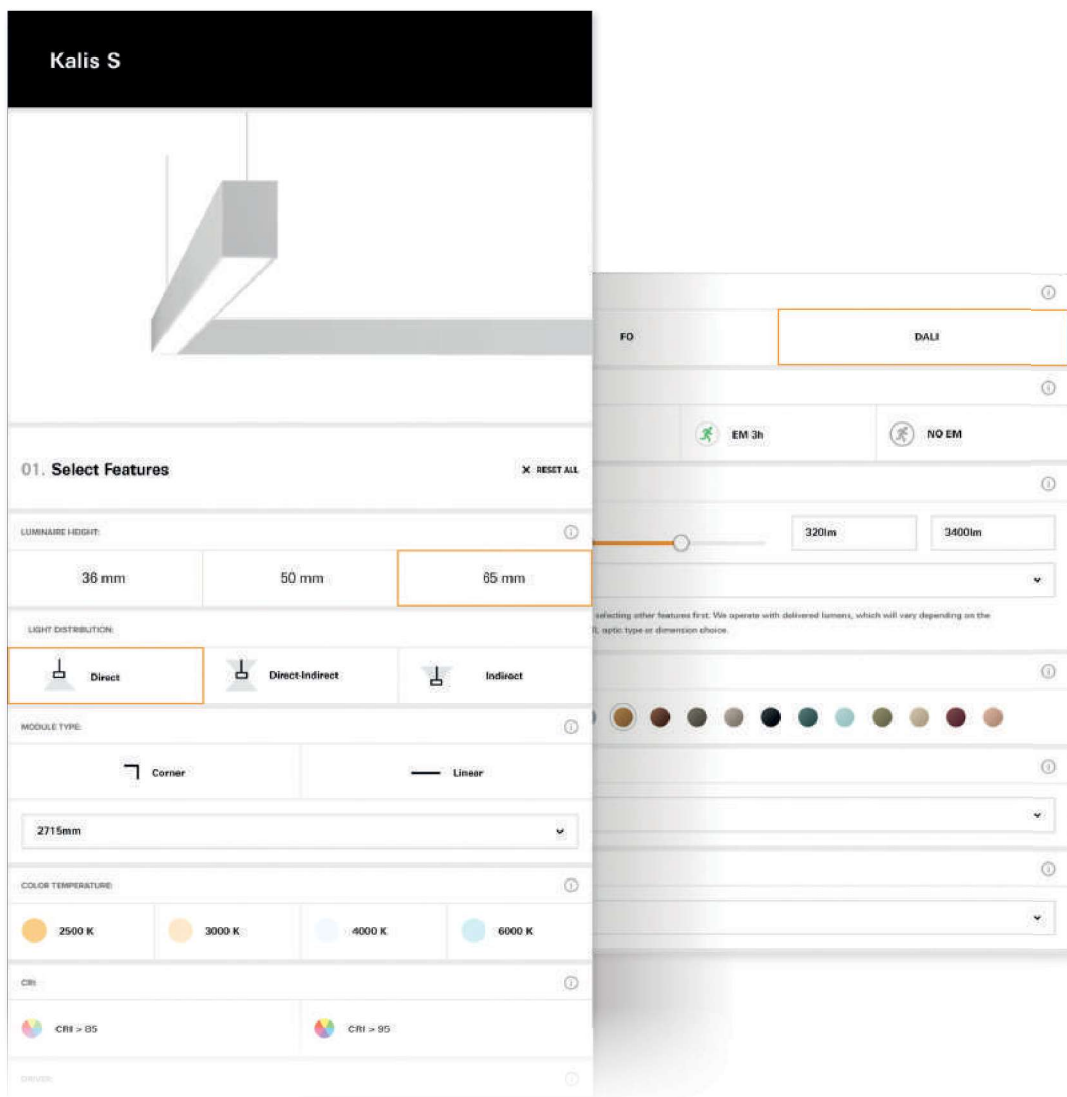 Kalis S
01. Select Features
X RESET ALL
LUMINAIRE HEIGHT:
36 mm
50 mm
65 mm
LIGHT DISTRIBUTION:
Direct
Direct-Indirect
Indirect
MODULE TYPE:
Corner
Linear
2715mm
COLOR TEMPERATURE:
2500 K
3000 K
4000 K
6000 K
CRI:
CRI > 85
CRI > 95
DRIVER:
FO
DALI
EM 3h
NO EM
320lm
3400lm
selecting other features first. We operate with delivered lumens, which will vary depending on the
optic type or dimension choice.